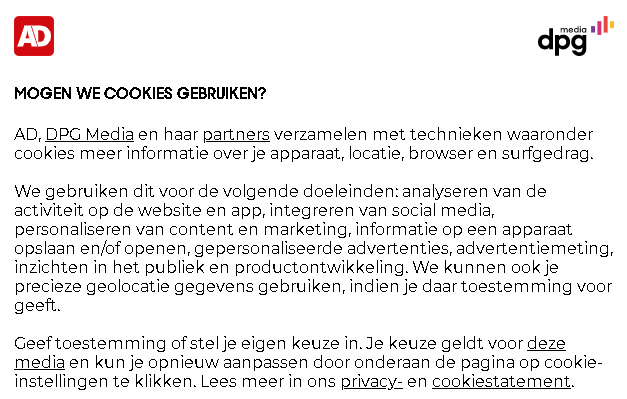 AD
media
dpg
MOGEN WE COOKIES GEBRUIKEN?
AD, DPG Media en haar partners verzamelen met technieken waaronder
cookies meer informatie over je apparaat, locatie, browser en surfgedrag.
We gebruiken dit voor de volgende doeleinden: analyseren van de
activiteit op de website en app, integreren van social media,
personaliseren van content en marketing, informatie op een apparaat
opslaan en/of openen, gepersonaliseerde advertenties, advertentiemeting,
inzichten in het publiek en productontwikkeling. We kunnen ook je
precieze geolocatie gegevens gebruiken, indien je daar toestemming voor
geeft.
Geef toestemming of stel je eigen keuze in. Je keuze geldt voor deze
media en kun je opnieuw aanpassen door onderaan de pagina op cookie-
instellingen te klikken. Lees meer in ons privacy- en cookiestatement.